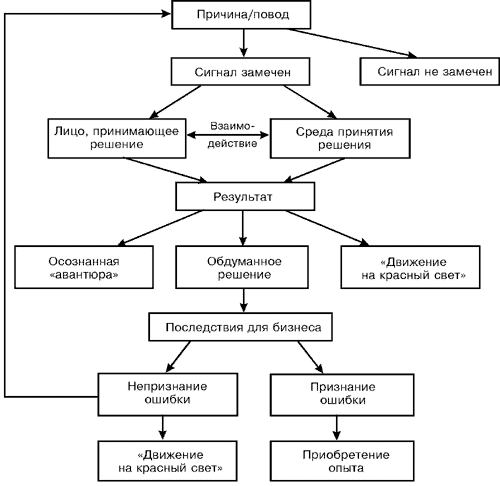 Причина/повод
Сигнал замечен
Сигнал не замечен
Лицо, принимающее
решение
Взаимо-
действие
Среда принятия
решения
Результат
Осознанная
«авантюра»
Обдуманное
решение
«Движение
на красный свет»
Последствия для бизнеса
Непризнание
ошибки
Признание
ошибки
«Движение
на красный свет»
Приобретение
опыта